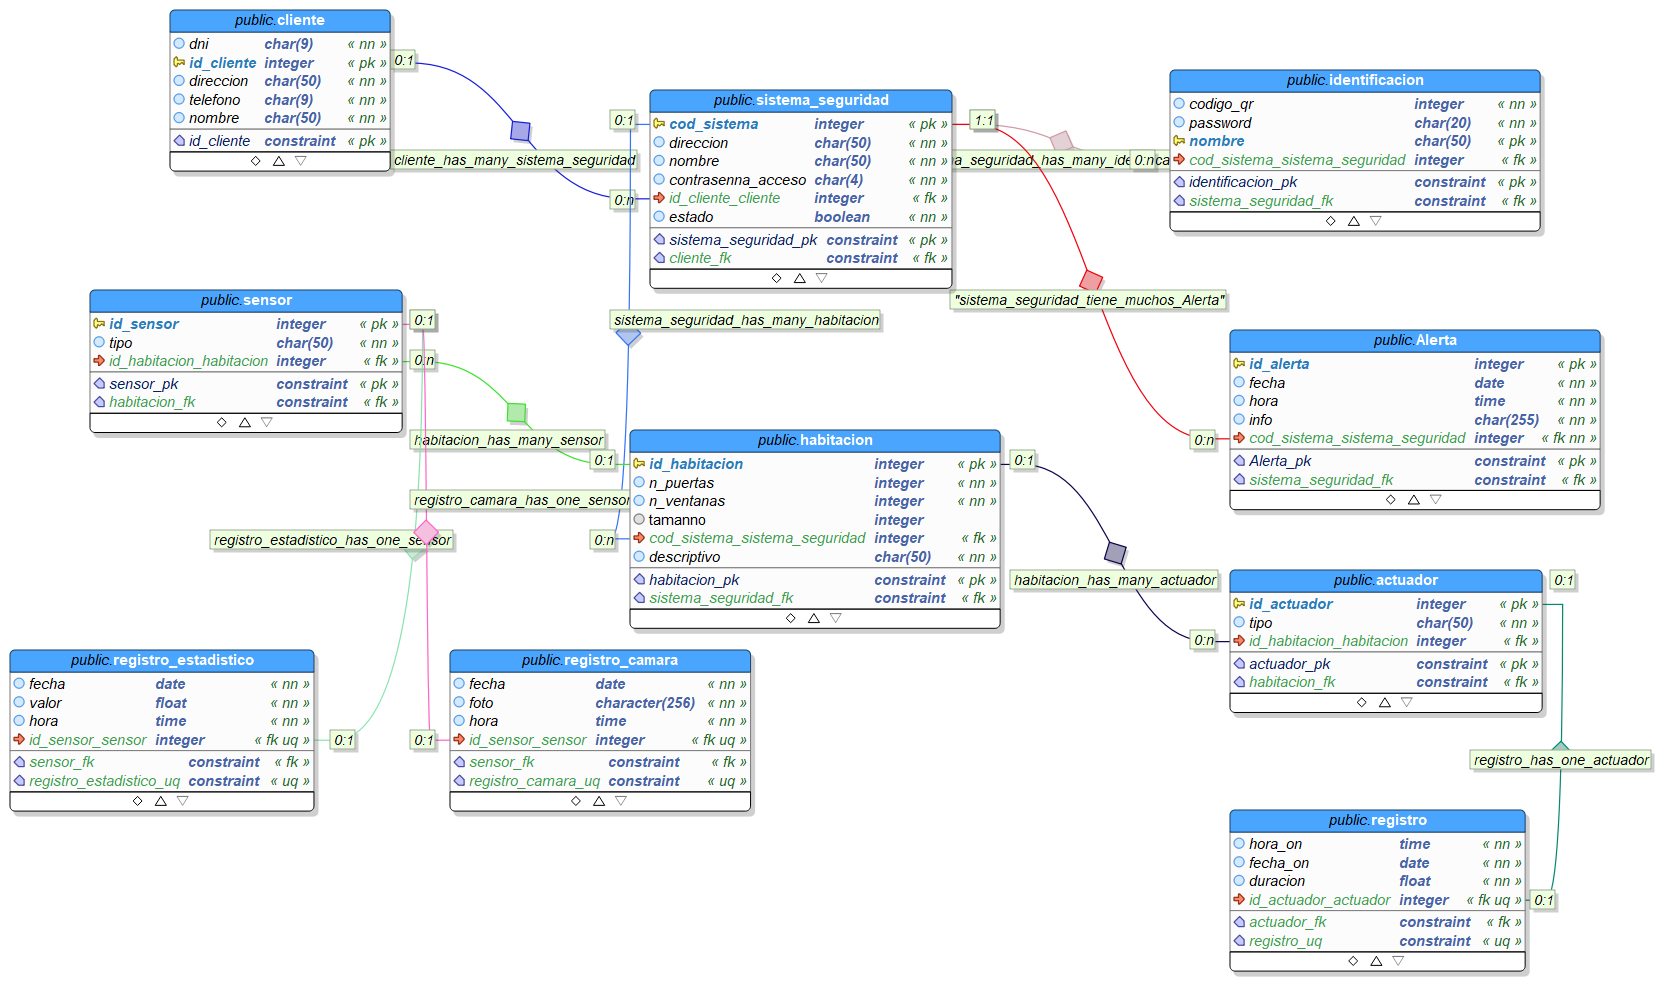 public.cliente
dni char(9) « nn »
id_cliente integer « pk »
direccion char(50) « nn »
telefono char(9) « nn »
nombre char(50) « nn »
id_cliente constraint « pk »
0:1
cliente_has_many_sistema_seguridad
0:n
public.sistema_seguridad
cod_sistema integer « pk »
direccion char(50) « nn »
nombre char(50) « nn »
contrasenna_acceso char(4) « nn »
id_cliente_cliente integer « fk »
estado boolean « nn »
sistema_seguridad_pk constraint « pk »
cliente_fk constraint « fk »
0:1
1:1
a_seguridad_has_many_ide
0:n
ca
public.identificacion
codigo_qr integer « nn »
password char(20) « nn »
nombre char(50) « pk »
cod_sistema_sistema_seguridad integer « fk »
identificacion_pk constraint « pk »
sistema_seguridad_fk constraint « fk »
"sistema_seguridad_tiene_muchos_Alerta"
sistema_seguridad_has_many_habitacion
public.sensor
id_sensor integer « pk »
tipo char(50) « nn »
id_habitacion_habitacion integer « fk »
sensor_pk constraint « pk »
habitacion_fk constraint « fk »
0:1
0:n
habitacion_has_many_sensor
0:1
public.Alerta
id_alerta integer « pk »
fecha date « nn »
hora time « nn »
info char(255) « nn »
cod_sistema_sistema_seguridad integer « fk nn »
Alerta_pk constraint « pk »
sistema_seguridad_fk constraint « fk »
0:n
public.habitacion
id_habitacion integer « pk »
n_puertas integer « nn »
n_ventanas integer « nn »
tamanno integer
cod_sistema_sistema_seguridad integer « fk »
descriptivo char(50) « nn »
habitacion_pk constraint « pk »
sistema_seguridad_fk constraint « fk »
0:1
0:n
registro_camara_has_one_sensor
registro_estadistico_has_one_sensor
habitacion_has_many_actuador
0:n
public.actuador
id_actuador integer « pk »
tipo char(50) « nn »
id_habitacion_habitacion integer « fk »
actuador_pk constraint « pk »
habitacion_fk constraint « fk »
0:1
public.registro_estadistico
fecha date « nn »
valor float « nn »
hora time « nn »
id_sensor_sensor integer « fk uq »
sensor_fk constraint « fk »
registro_estadistico_uq constraint « uq »
0:1
public.registro_camara
fecha date « nn »
foto character(256) « nn »
hora time « nn »
id_sensor_sensor integer « fk uq »
sensor_fk constraint « fk »
registro_camara_uq constraint « uq »
0:1
registro_has_one_actuador
public.registro
hora_on time « nn »
fecha_on date « nn »
duracion float « nn »
id_actuador_actuador integer « fk uq »
actuador_fk constraint « fk »
registro_uq constraint « uq »
0:1